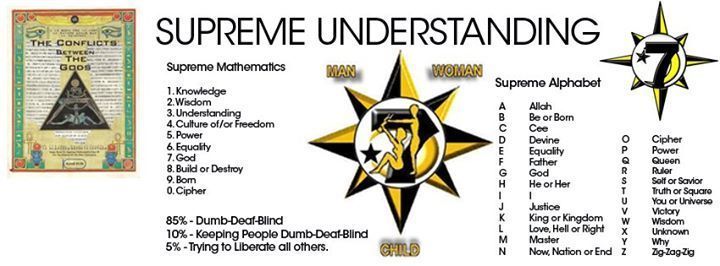 SUPREME UNDERSTANDING
THE CONFLICTS
BETWEEN
THE
GODS
Supreme Mathematics
1. Knowledge
2. Wisdom
3. Understanding
4. Culture of/or Freedom
5. Power
6. Equality
7. God
8. Build or Destroy
9. Born
0. Cipher
85% - Dumb-Deaf-Blind
10% - Keeping People Dumb-Deaf-Blind
5% - Trying to Liberate all others.
MAN
WOMAN
7
CHILD
7
Supreme Alphabet
A Allah
B Be or Born
C Cee
D Devine
E Equality
F Father
G God
H He or Her
I I
J Justice
K King or Kingdom
L Love, Hell or Right
M Master
N Now, Nation or End
O Cipher
P Power
Q Queen
R Ruler
S Self or Savior
T Truth or Square
U You or Universe
V Victory
W Wisdom
X Unknown
Y Why
Z Zig-Zag-Zig